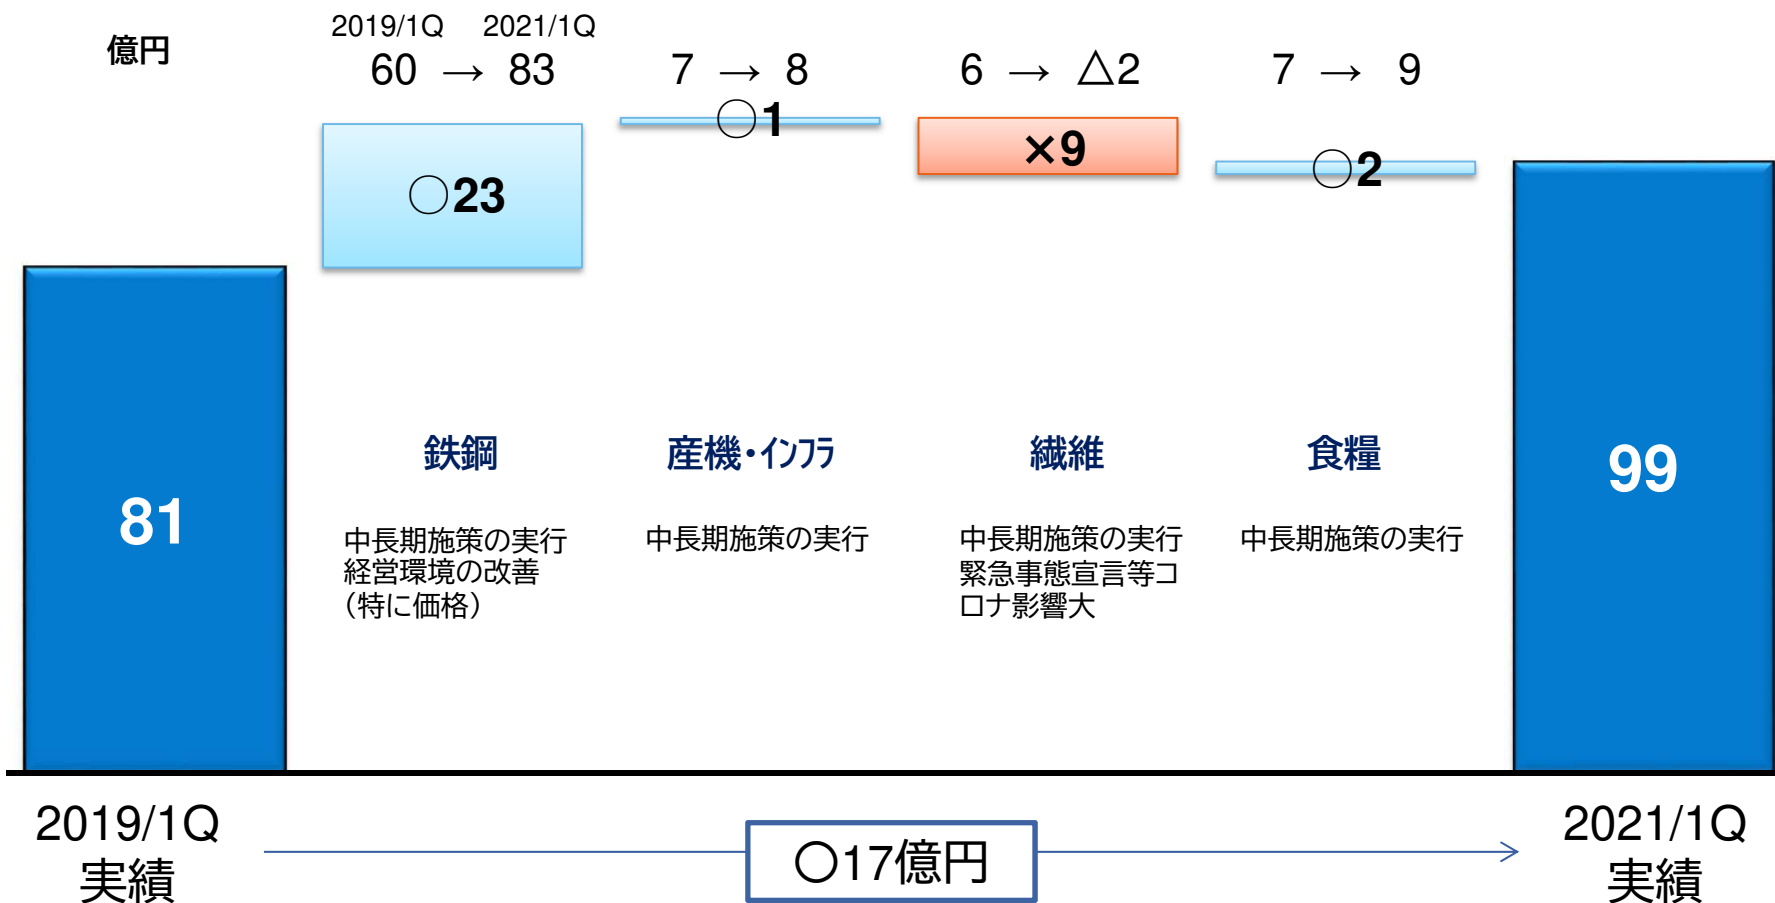 億円
2019/1Q 2021/1Q
60 → 83
7 → 8
6 → △2
7 → 9
○23
○1
×9
○2
81
99
鉄鋼
産機・インフラ
繊維
食糧
中長期施策の実行
経営環境の改善
（特に価格）
中長期施策の実行
中長期施策の実行
緊急事態宣言等コ
ロナ影響大
中長期施策の実行
2019/1Q
実績
○17億円
2021/1Q
実績